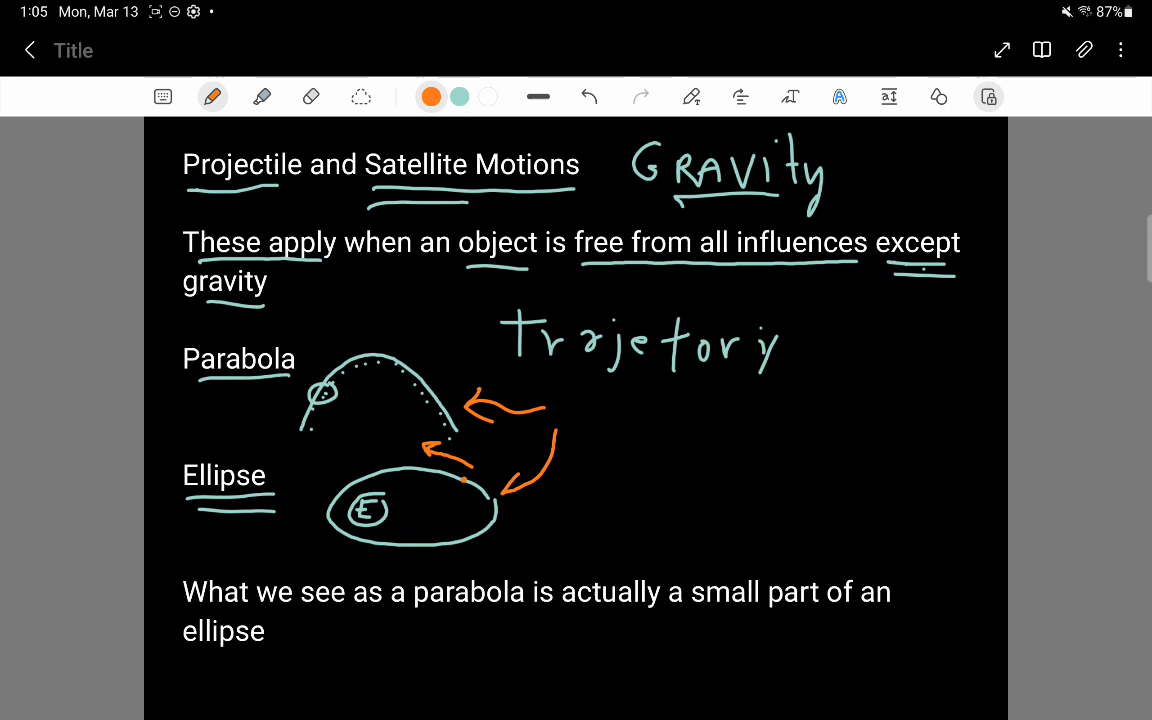 1:05 Mon, Mar 13
87%
Title
Projectile and Satellite Motions GRAVity
These apply when an object is free from all influences except
gravity
Trajetory
Parabola
Ellipse
E
What we see as a parabola is actually a small part of an
ellipse